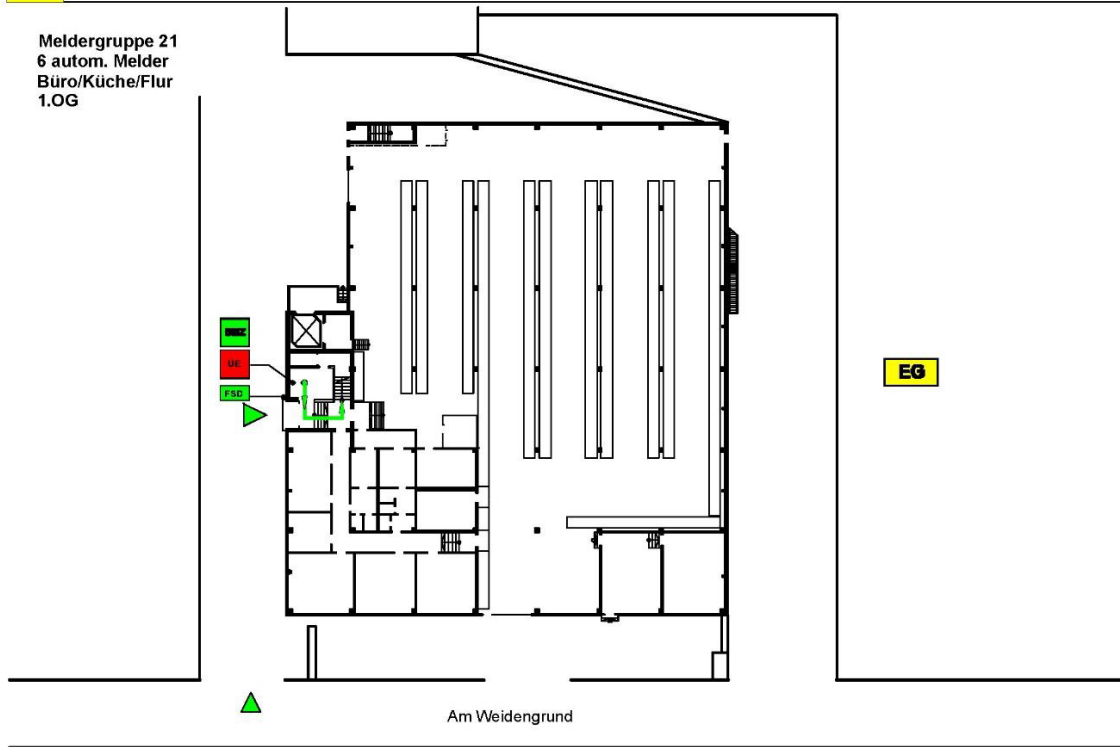 Meldergruppe 21
6 autom. Melder
Büro/Küche/Flur
1.OG
ÜE
FSD
EG
Am Weidengrund